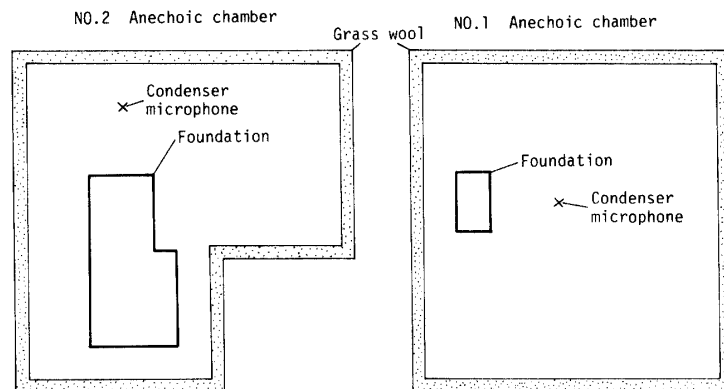 NO.2 Anechoic chamber
Grass wool
NO.1 Anechoic chamber
Condenser
microphone
Foundation
Foundation
Condenser
microphone